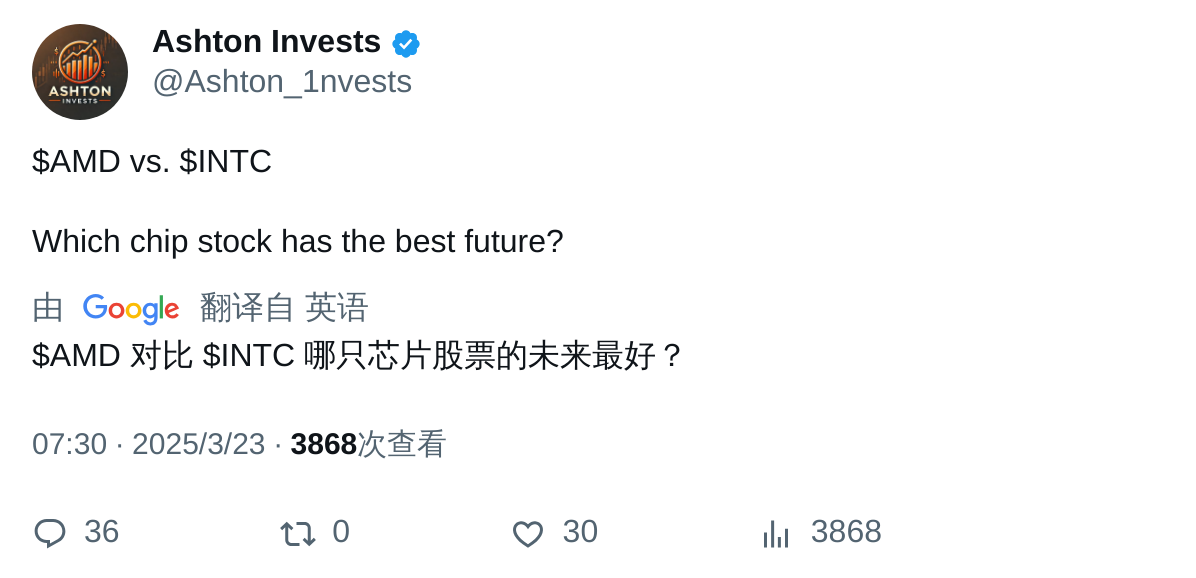 ASHTON
INVESTS
Ashton Invests
@Ashton_1nvests
$AMD vs. $INTC
Which chip stock has the best future?
由 Google 翻译自 英语
$AMD 对比 $INTC 哪只芯片股票的未来最好？
07:30 · 2025/3/23 · 3868次查看
36 0 30 3868